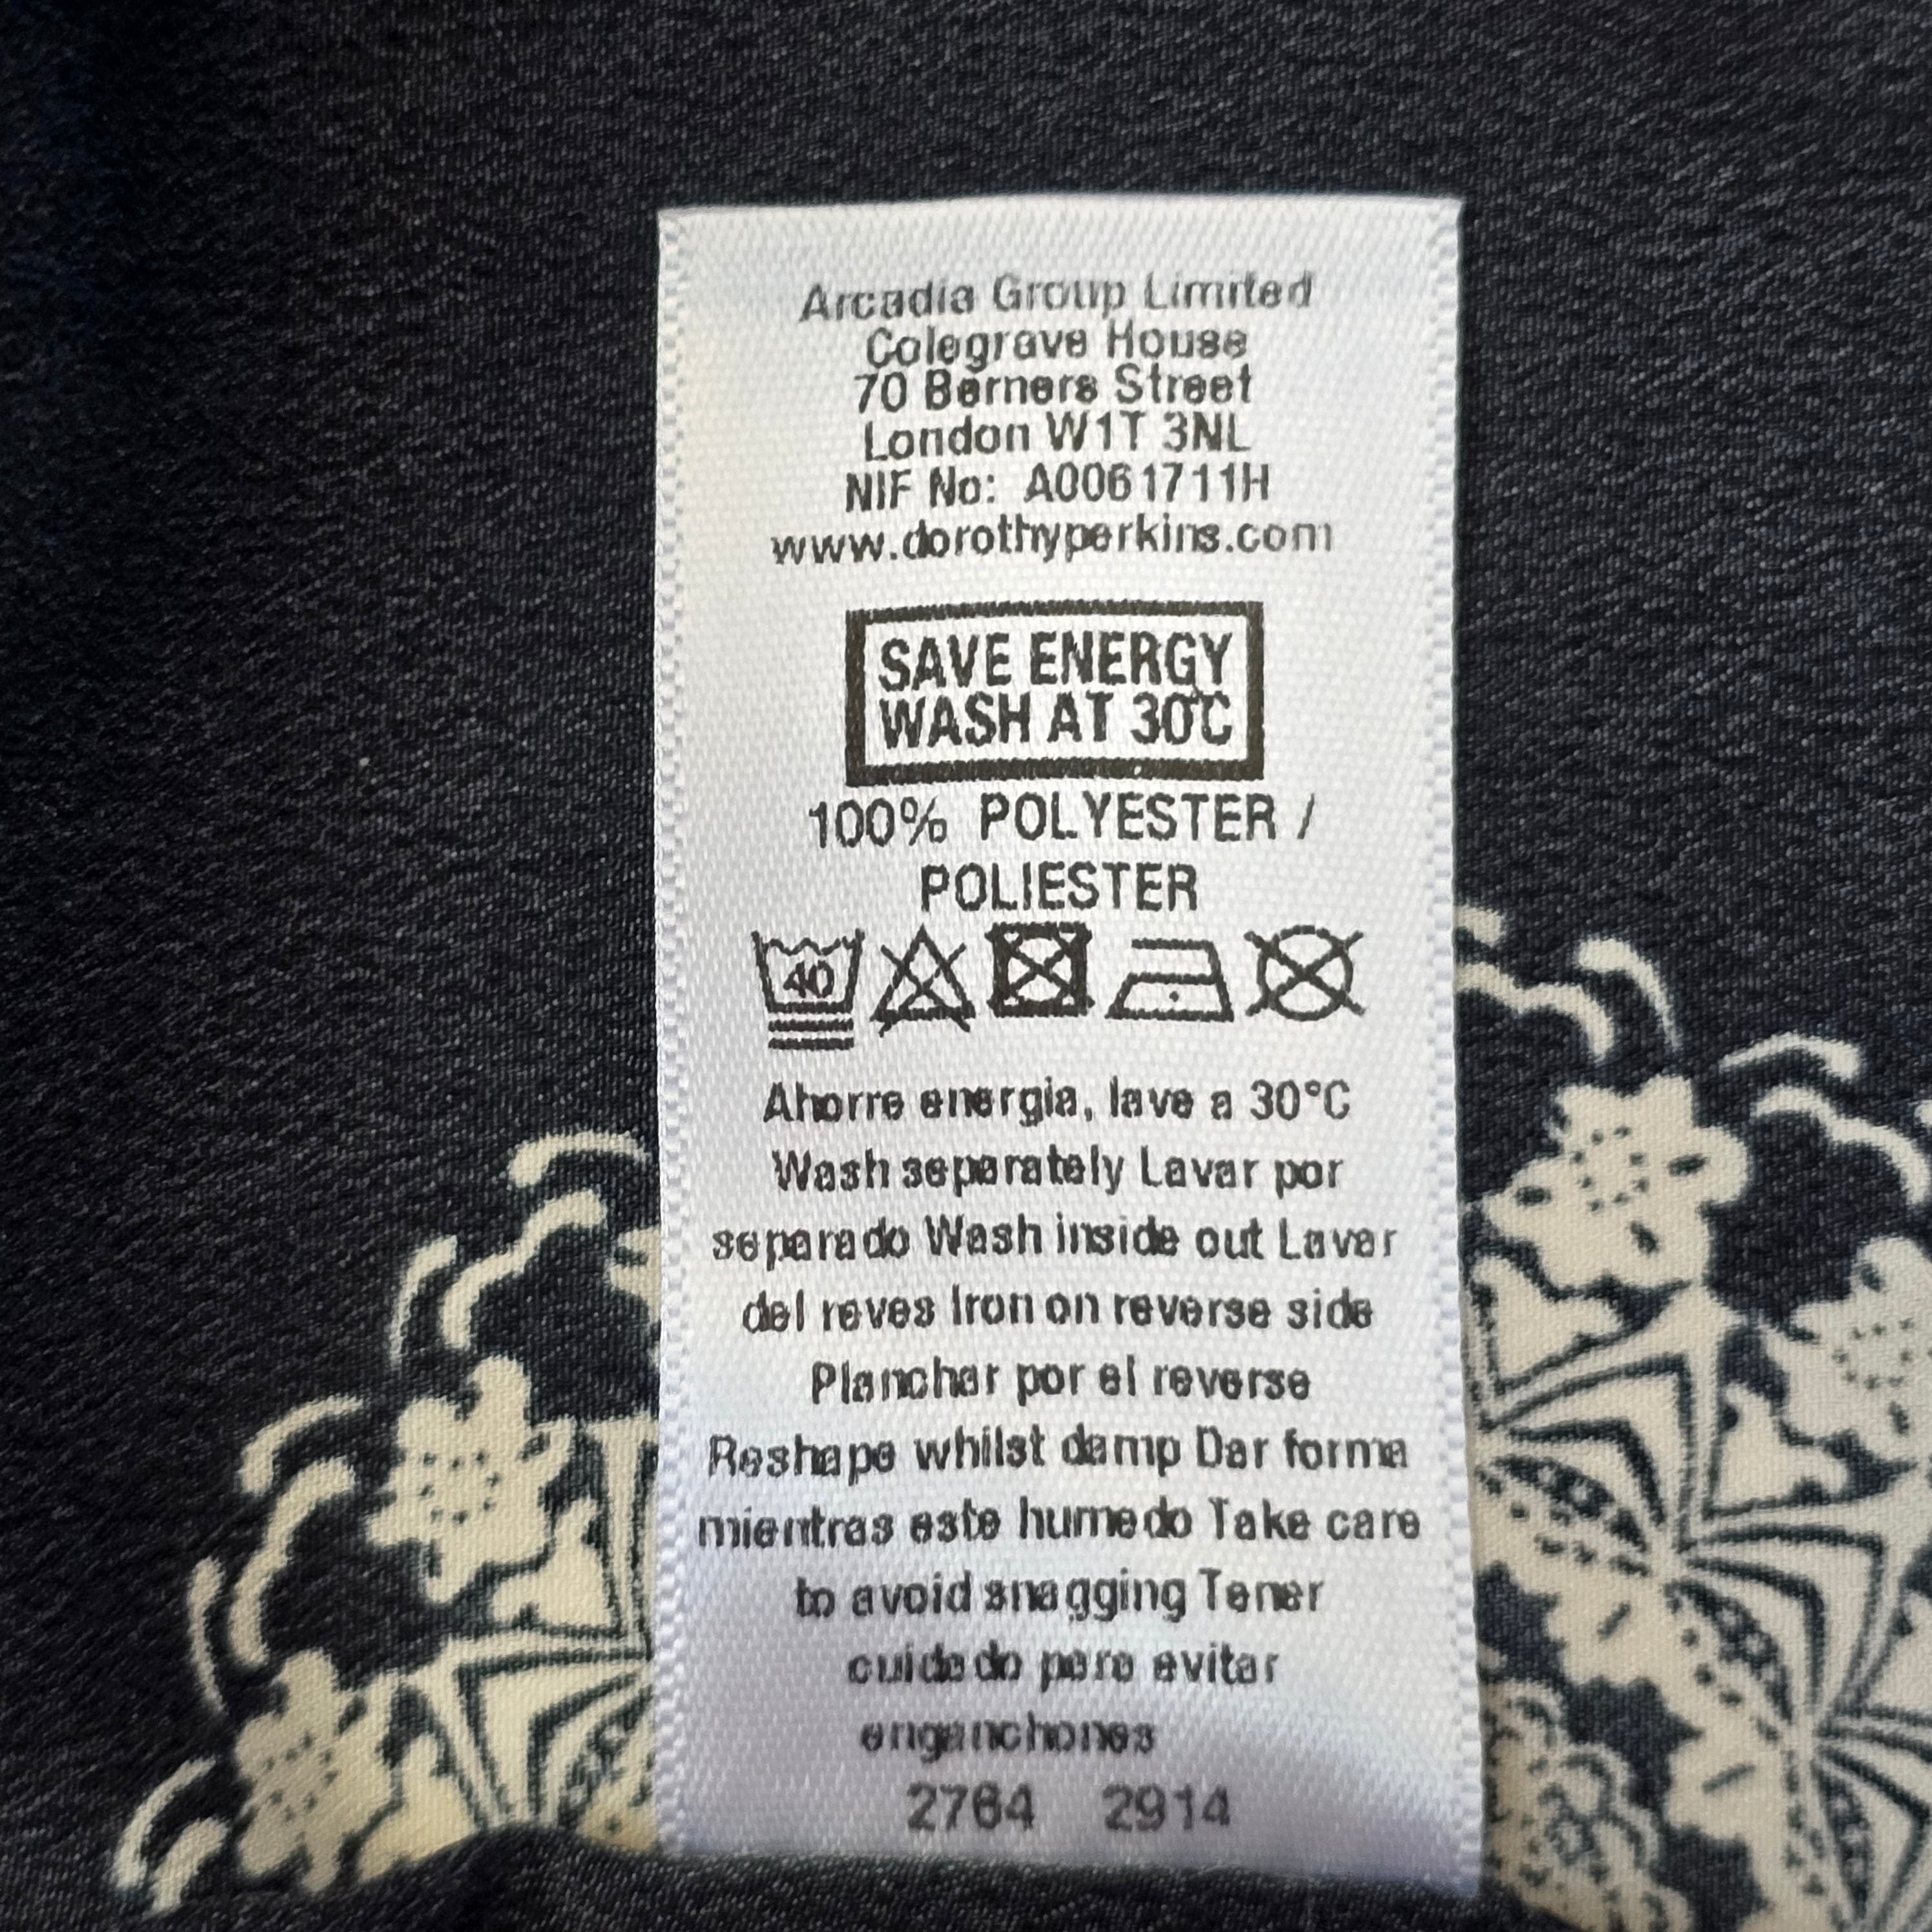 Arcadia Group Limited
Colegrave House
70 Berners Street
London W1T 3NL
NIF No: A0061711H
www.dorothyperkins.com
SAVE ENERGY
WASH AT 30°C
100% POLYESTER /
POLIESTER
40
Ahorre energia, lave a 30°C
Wash separately Lavar por
separado Wash inside out Lavar
del reves Iron on reverse side
Planchar por el reverse
Reshape whilst damp Dar forma
mientras este humedo Take care
to avoid snagging Tener
cuidado para evitar
enganchones
2764 2914